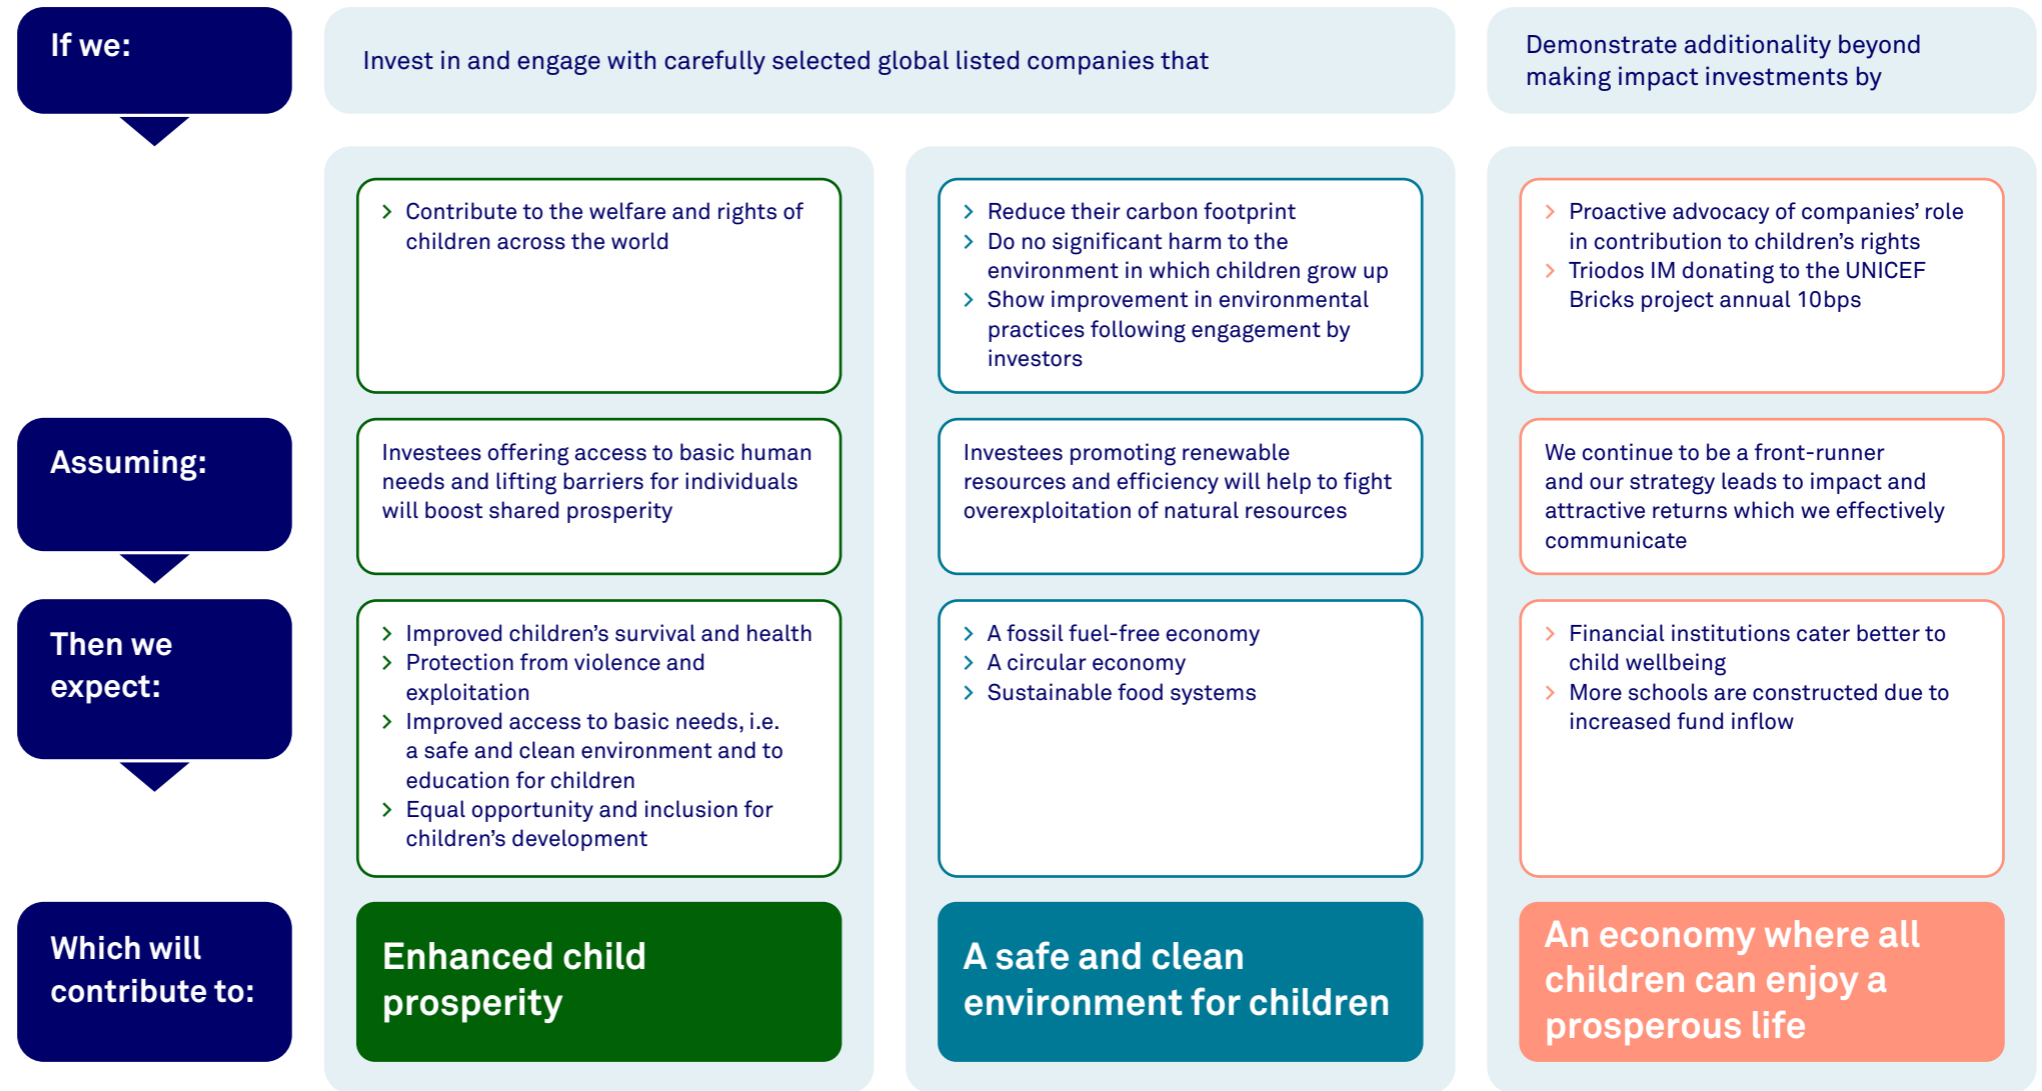 If we:
Invest in and engage with carefully selected global listed companies that
Demonstrate additionality beyond
making impact investments by
> Contribute to the welfare and rights of
children across the world
> Reduce their carbon footprint
> Do no significant harm to the
environment in which children grow up
> Show improvement in environmental
practices following engagement by
investors
> Proactive advocacy of companies’ role
in contribution to children’s rights
> Triodos IM donating to the UNICEF
Bricks project annual 10bps
Assuming:
Investees offering access to basic human
needs and lifting barriers for individuals
will boost shared prosperity
Investees promoting renewable
resources and efficiency will help to fight
overexploitation of natural resources
We continue to be a front-runner
and our strategy leads to impact and
attractive returns which we effectively
communicate
Then we
expect:
> Improved children’s survival and health
> Protection from violence and
exploitation
> Improved access to basic needs, i.e.
a safe and clean environment and to
education for children
> Equal opportunity and inclusion for
children’s development
> A fossil fuel-free economy
> A circular economy
> Sustainable food systems
> Financial institutions cater better to
child wellbeing
> More schools are constructed due to
increased fund inflow
Which will
contribute to:
Enhanced child
prosperity
A safe and clean
environment for children
An economy where all
children can enjoy a
prosperous life